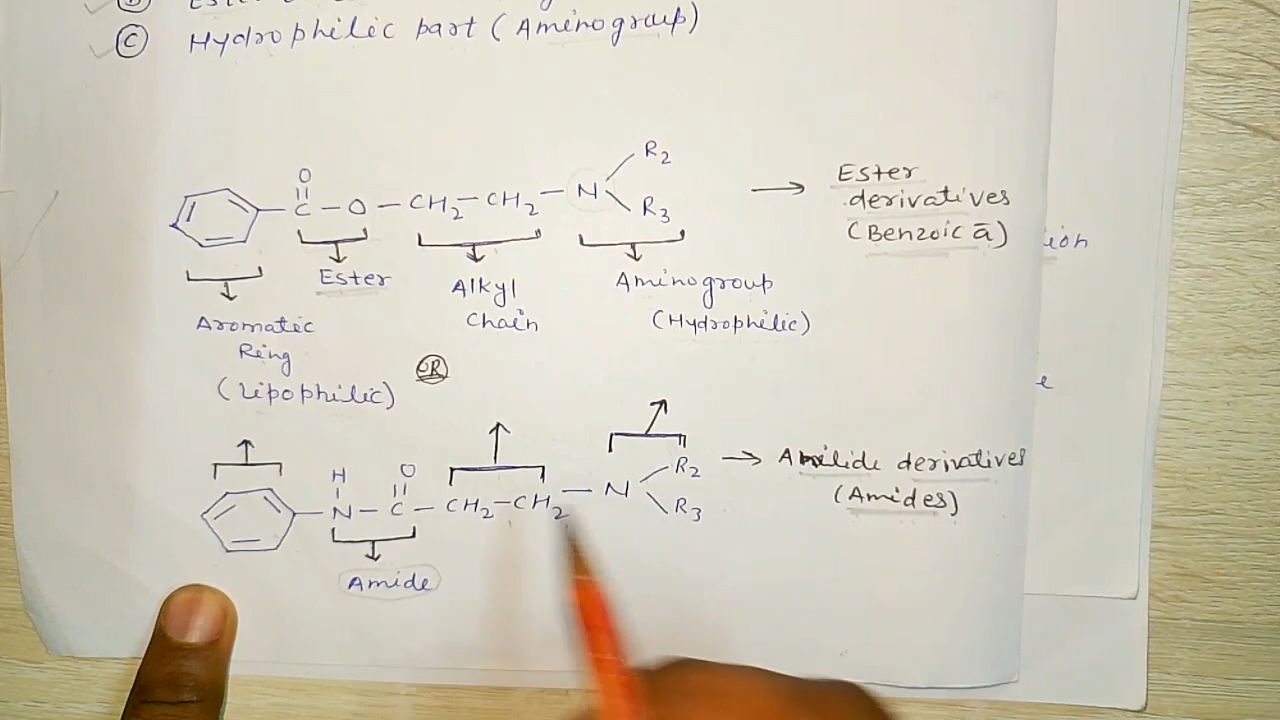 Ester
C Hydrophilic part (Aminogroup)
O
C – O – CH2–CH2 – N
R2
R3
→ Ester
derivatives
(Benzoic ā)
Ester
Alkyl
Chain
Aminogroup
(Hydrophilic)
Aromatic
Ring
(Lipophilic)
OR
H O
N – C – CH2–CH2 – N
R2
R3
→ Anilide derivatives
(Amides)
Amide